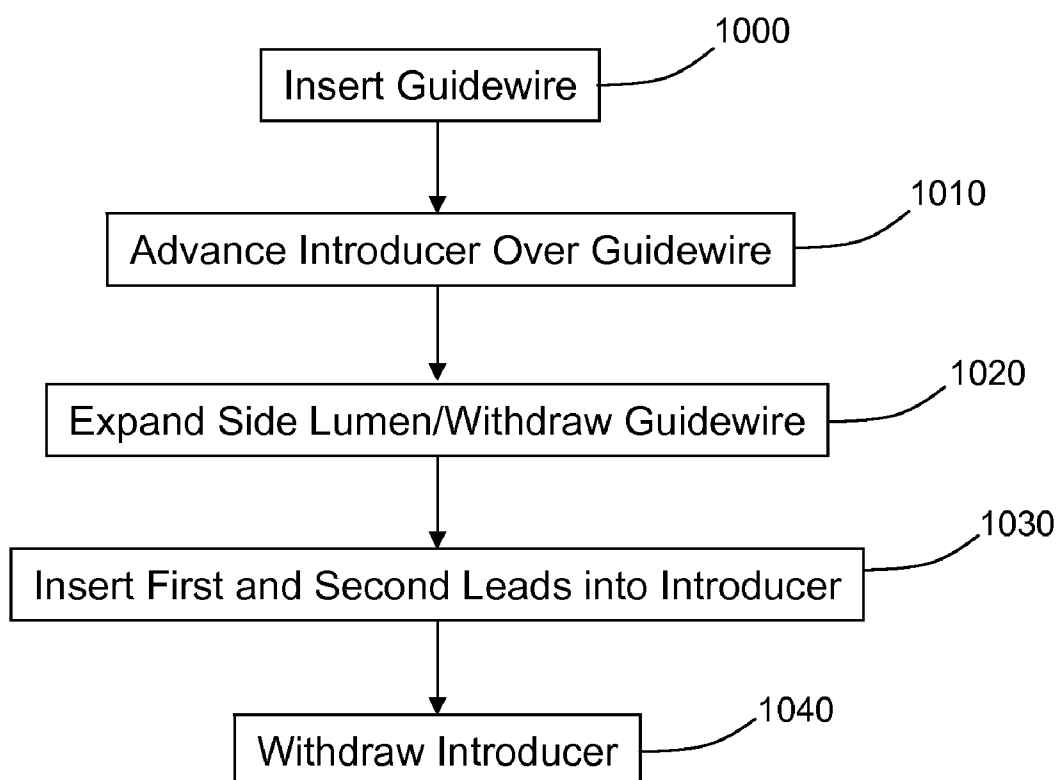 1000
Insert Guidewire
1010
Advance Introducer Over Guidewire
1020
Expand Side Lumen/Withdraw Guidewire
1030
Insert First and Second Leads into Introducer
1040
Withdraw Introducer